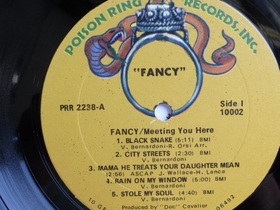 POISON RING RECORDS, INC.
"FANCY"
PRR 2238-A
Side I
10002
FANCY/Meeting You Here
1. BLACK SNAKE (5:11) BMI
V. Bernardoni-R. Orsi Arr.
2. CITY STREETS (2:30) BMI
V. Bernardoni
3. MAMA HE TREATS YOUR DAUGHTER MEAN
(2:56) ASCAP J. Wallace-H. Lance
4. RAIN ON MY WINDOW BMI
V. Bernardoni
5. STOLE MY SOUL (4:40) BMI
V. Bernardoni
Produced by "Doc" Cavalier